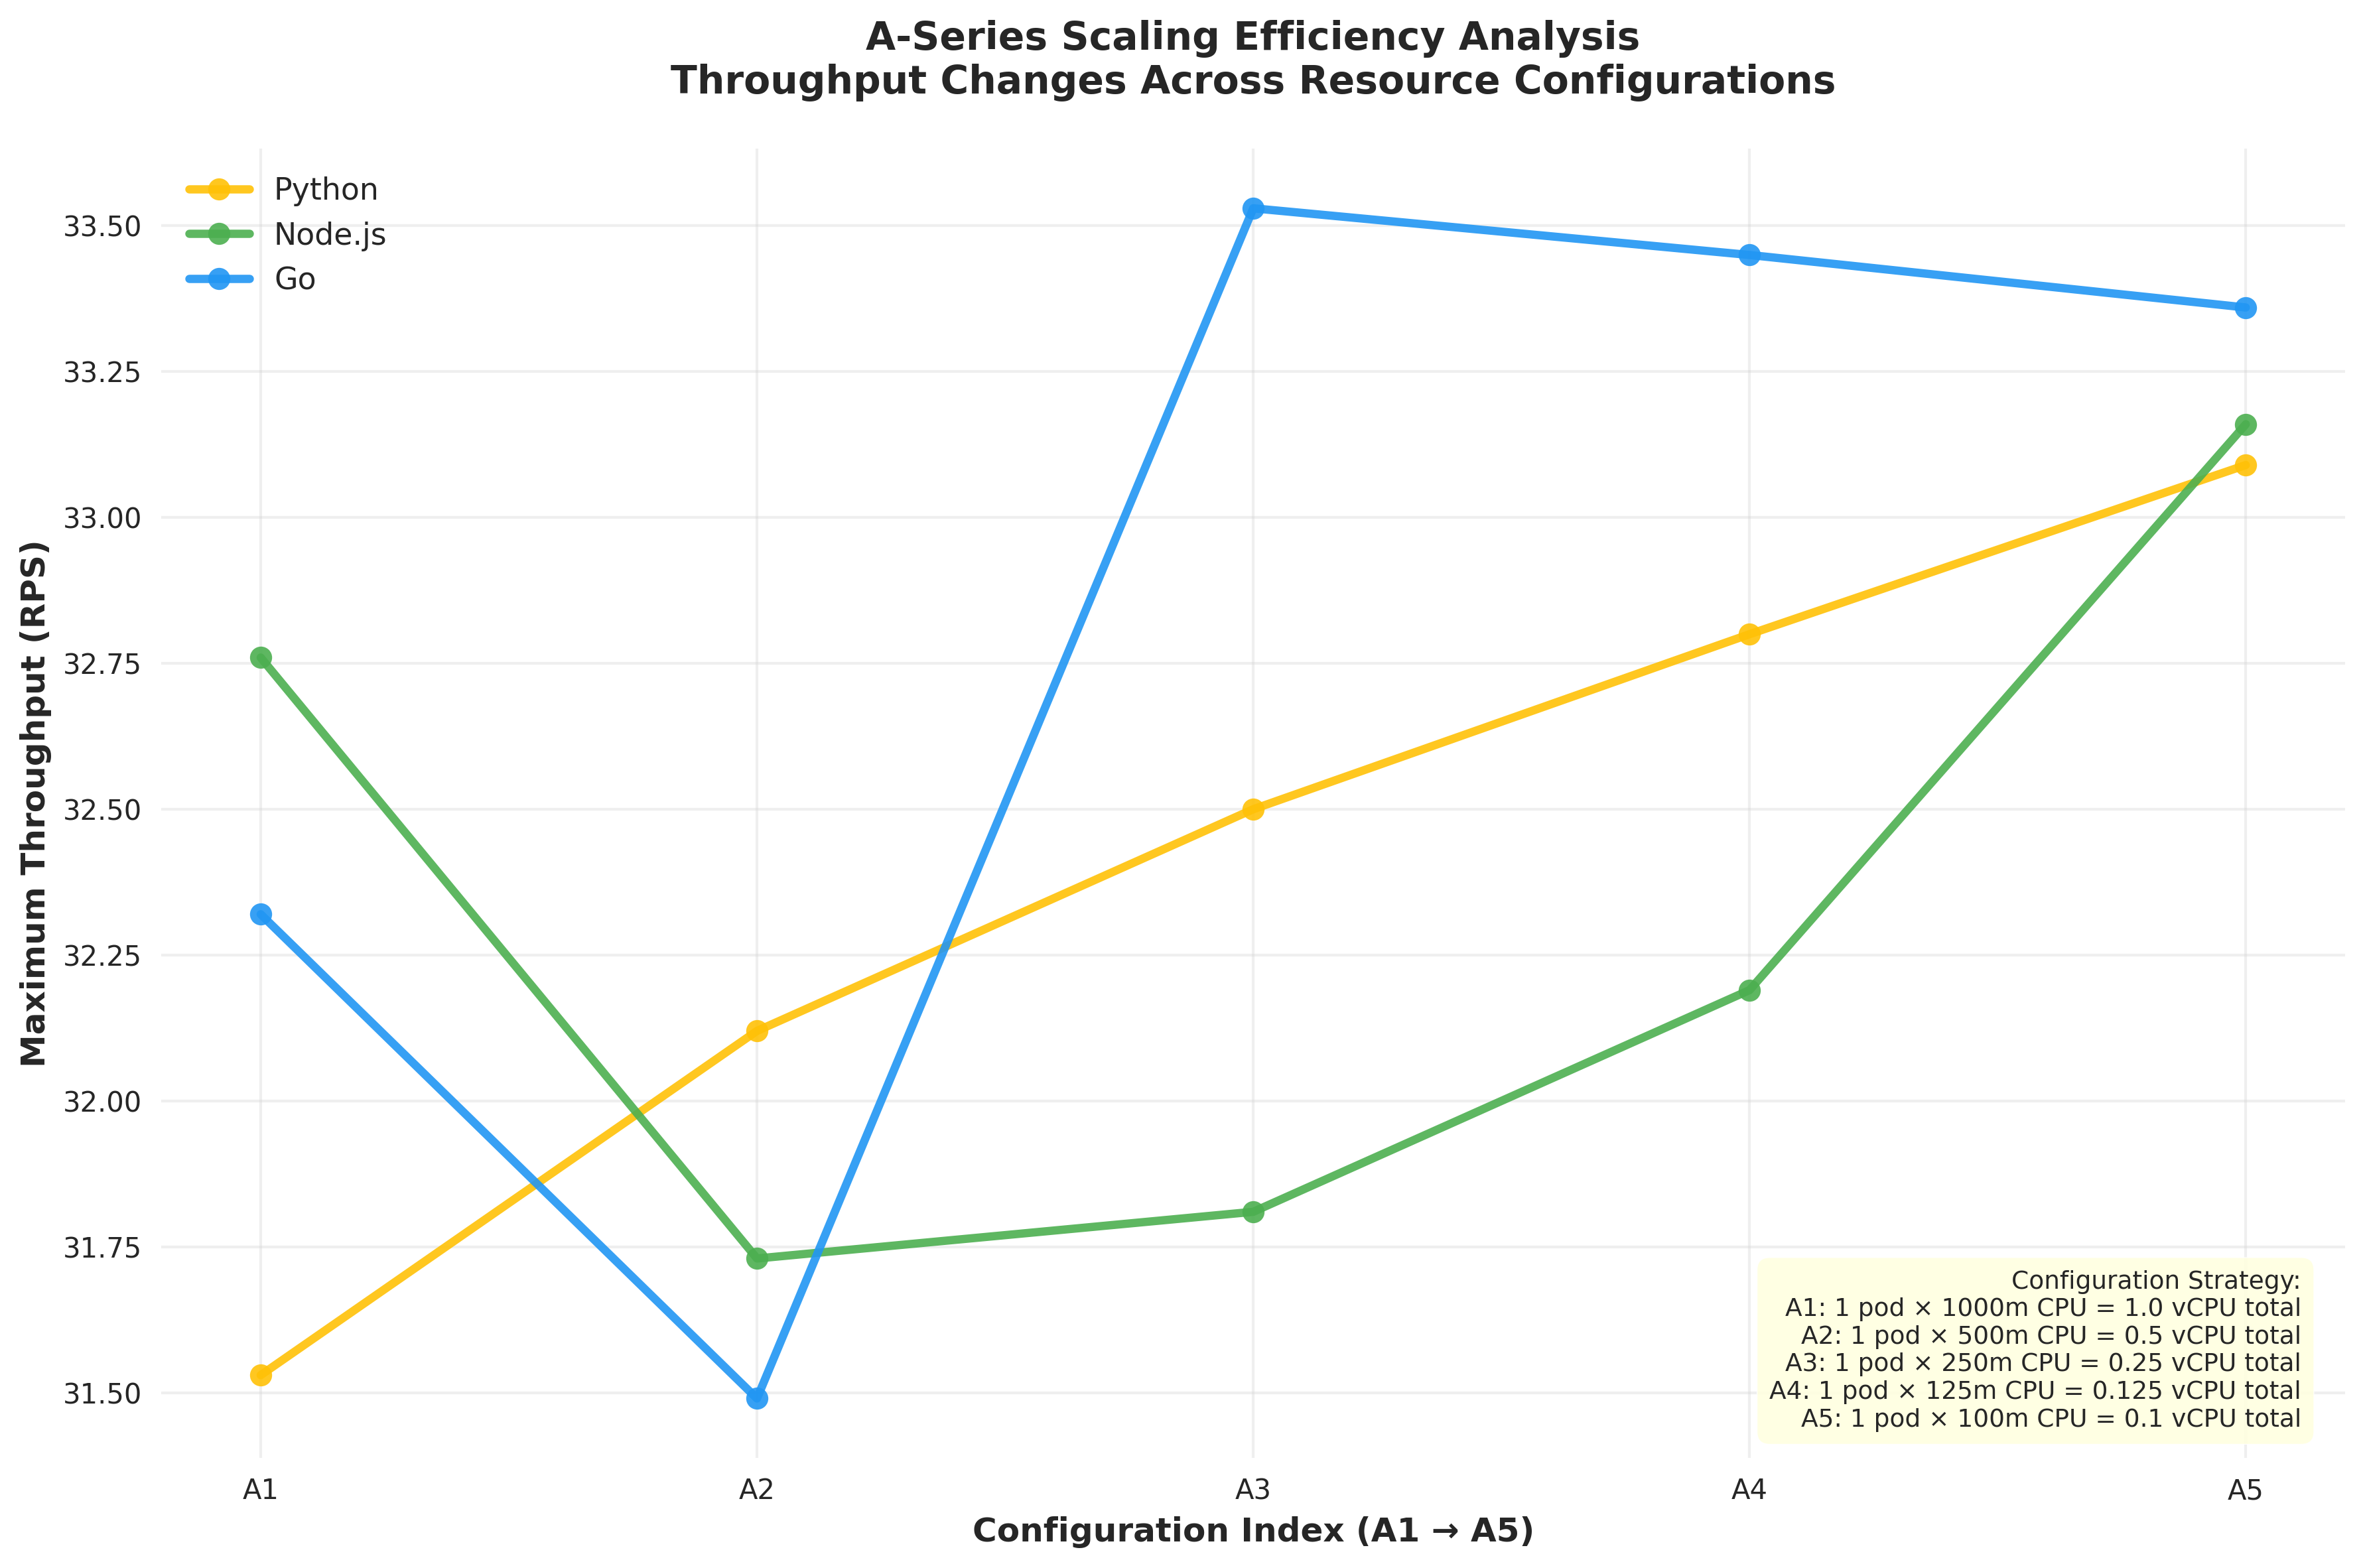 A-Series Scaling Efficiency Analysis
Throughput Changes Across Resource Configurations
Python
Node.js
Go
Maximum Throughput (RPS)
33.50
33.25
33.00
32.75
32.50
32.25
32.00
31.75
31.50
Configuration Strategy:
A1: 1 pod × 1000m CPU = 1.0 vCPU total
A2: 1 pod × 500m CPU = 0.5 vCPU total
A3: 1 pod × 250m CPU = 0.25 vCPU total
A4: 1 pod × 125m CPU = 0.125 vCPU total
A5: 1 pod × 100m CPU = 0.1 vCPU total
A1 A2 A3 A4 A5
Configuration Index (A1 → A5)